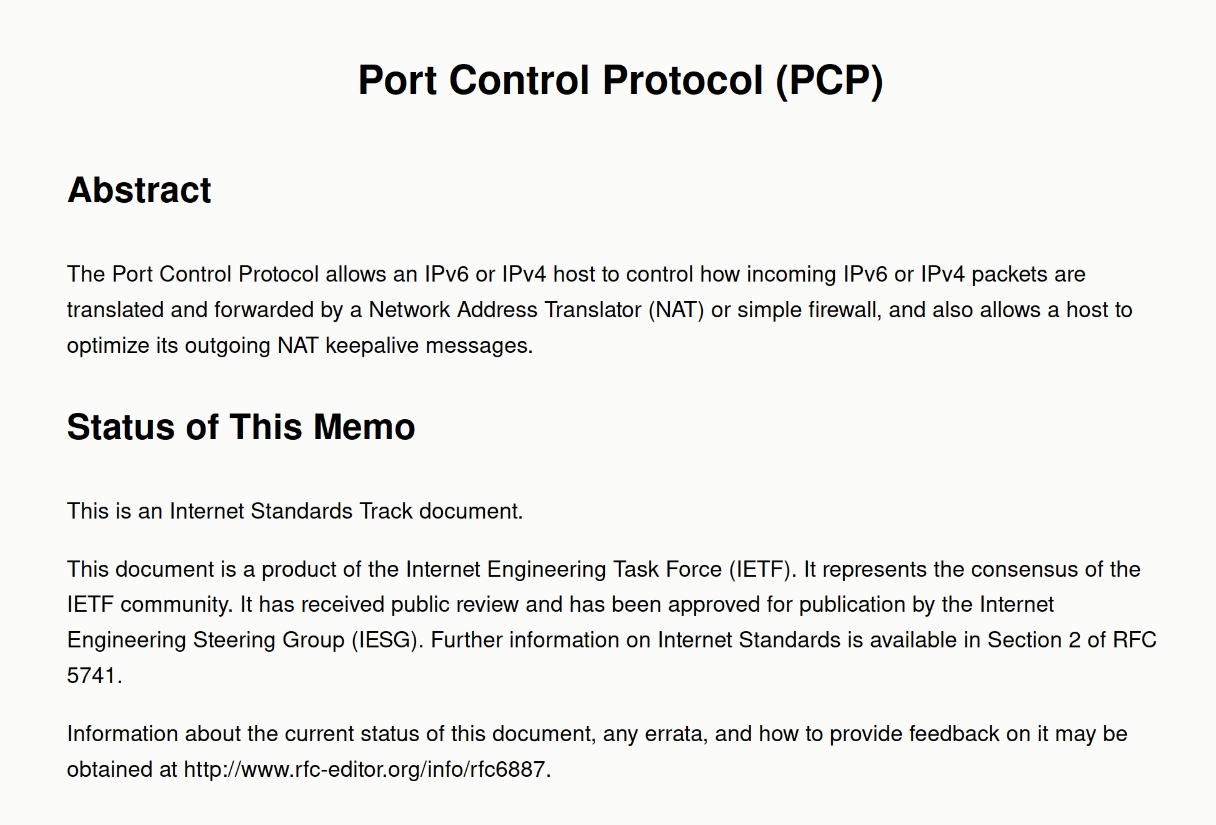 Port Control Protocol (PCP)
Abstract
The Port Control Protocol allows an IPv6 or IPv4 host to control how incoming IPv6 or IPv4 packets are
translated and forwarded by a Network Address Translator (NAT) or simple firewall, and also allows a host to
optimize its outgoing NAT keepalive messages.
Status of This Memo
This is an Internet Standards Track document.
This document is a product of the Internet Engineering Task Force (IETF). It represents the consensus of the
IETF community. It has received public review and has been approved for publication by the Internet
Engineering Steering Group (IESG). Further information on Internet Standards is available in Section 2 of RFC
5741.
Information about the current status of this document, any errata, and how to provide feedback on it may be
obtained at http://www.rfc-editor.org/info/rfc6887.